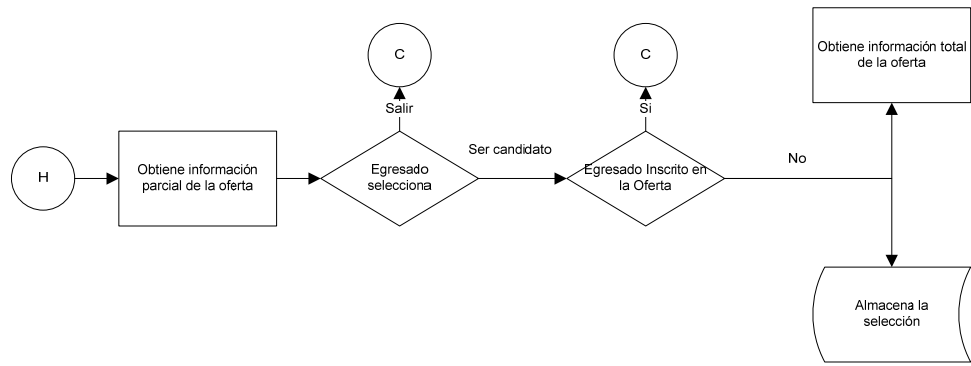 H
Obtiene información
parcial de la oferta
C
Salir
Egresado
selecciona
Ser candidato
C
Si
Egresado Inscrito en
la Oferta
No
Obtiene información total
de la oferta
Almacena la
selección